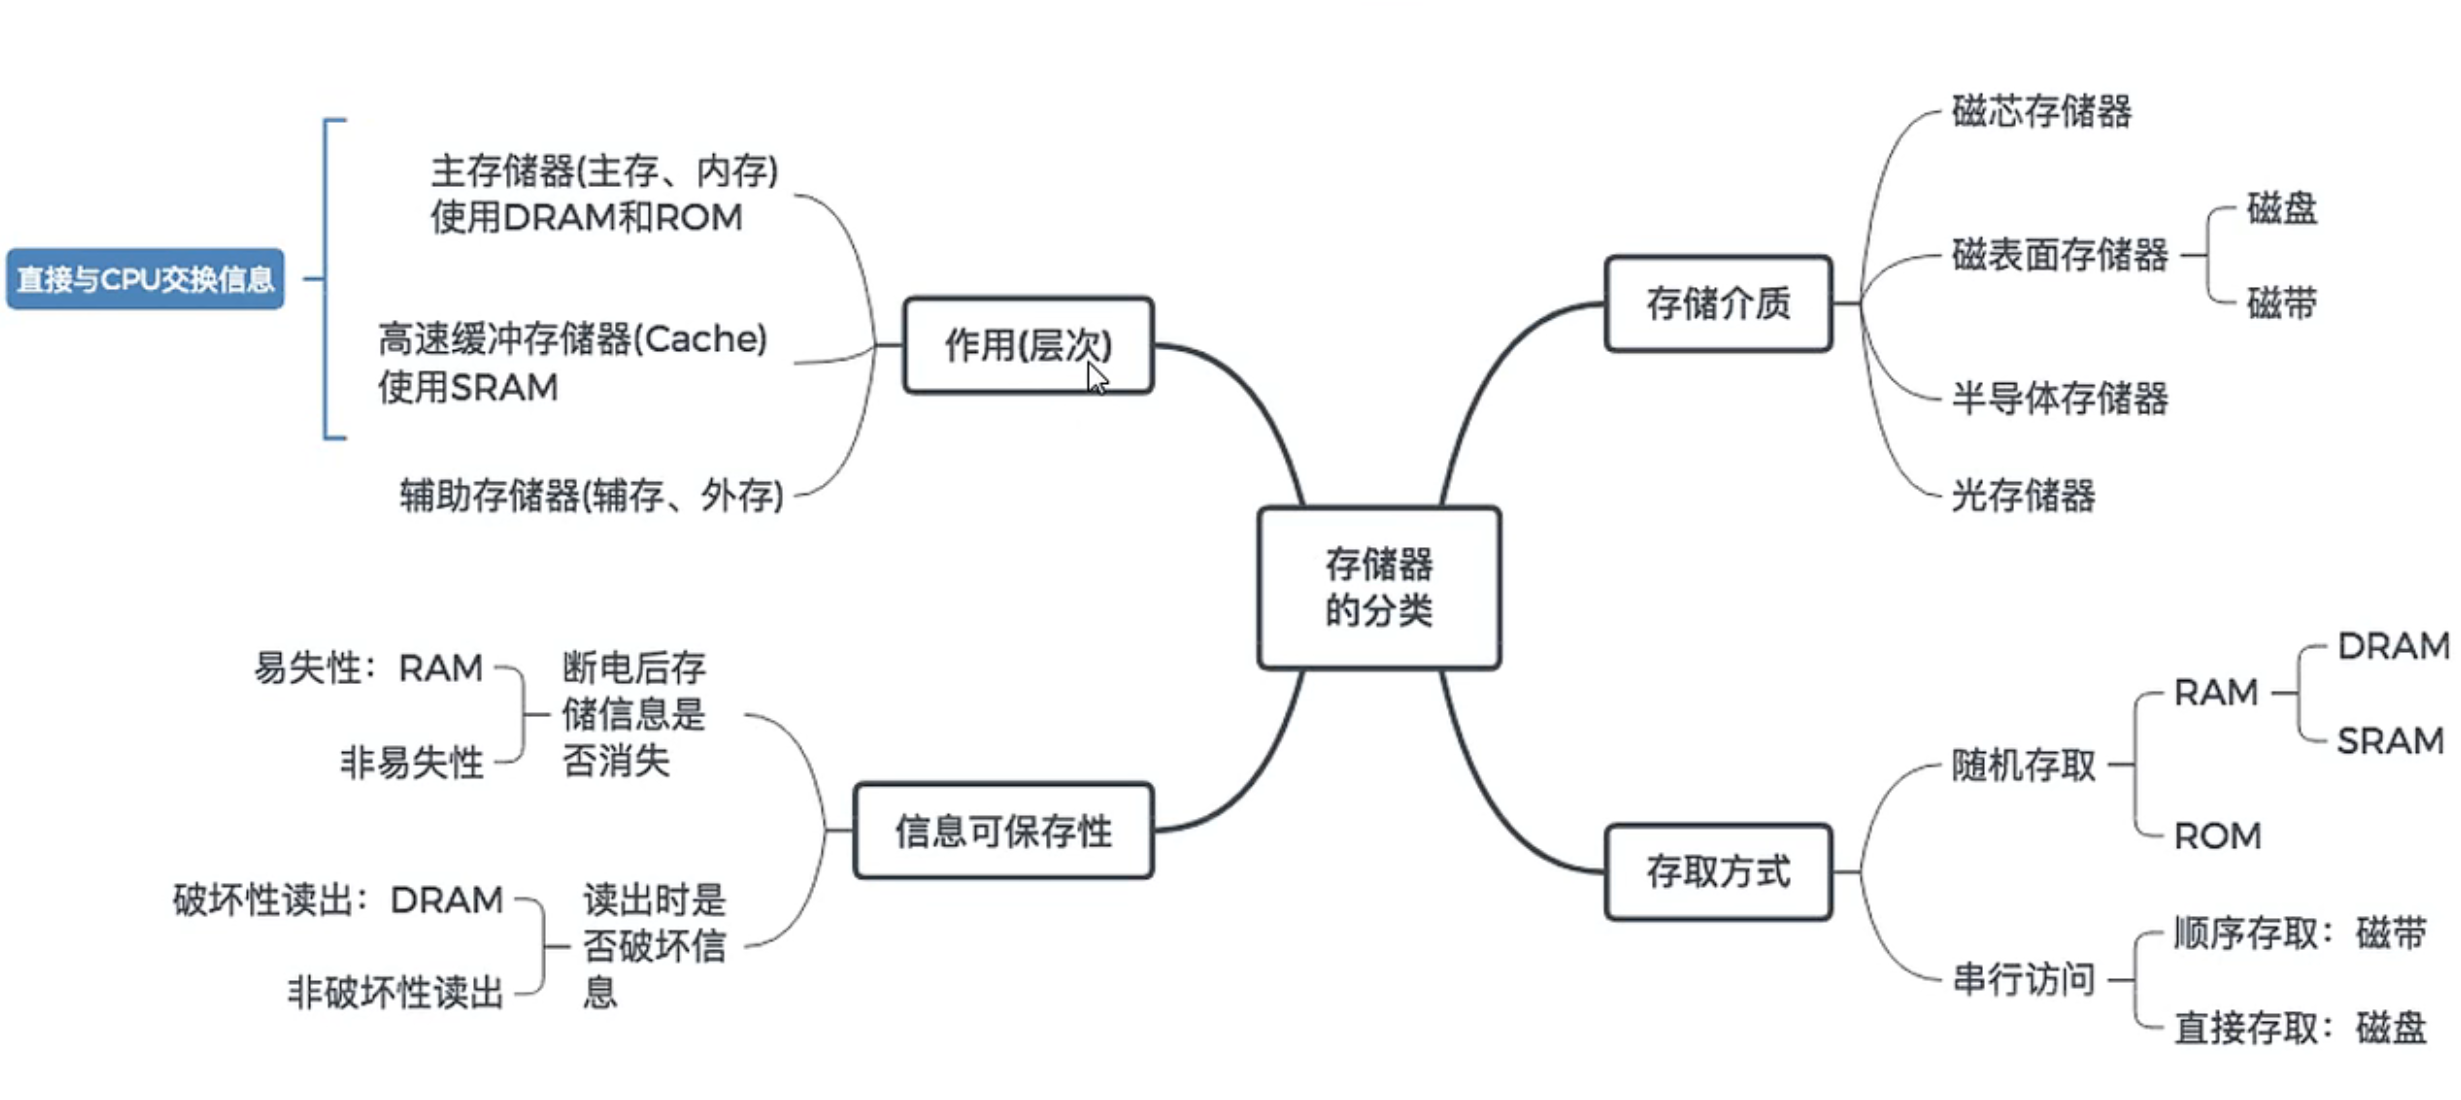 存储器
的分类
作用(层次)
主存储器(主存、内存)
使用DRAM和ROM
高速缓冲存储器(Cache)
使用SRAM
辅助存储器(辅存、外存)
直接与CPU交换信息
存储介质
磁芯存储器
磁表面存储器
磁盘
磁带
半导体存储器
光存储器
信息可保存性
断电后存
储信息是
否消失
易失性：RAM
非易失性
读出时是
否破坏信
息
破坏性读出：DRAM
非破坏性读出
存取方式
随机存取
RAM
DRAM
SRAM
ROM
串行访问
顺序存取：磁带
直接存取：磁盘